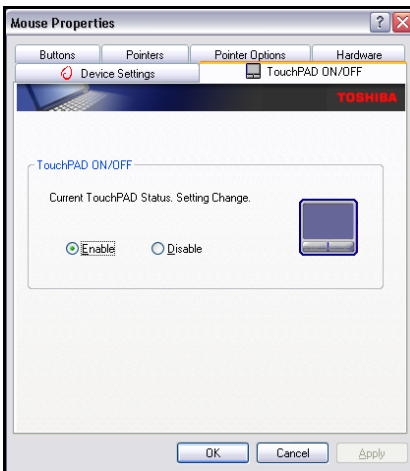 Mouse Properties
Buttons Pointers Pointer Options Hardware
Device Settings TouchPAD ON/OFF
TOSHIBA
TouchPAD ON/OFF
Current TouchPAD Status. Setting Change.
Enable Disable
OK Cancel Apply